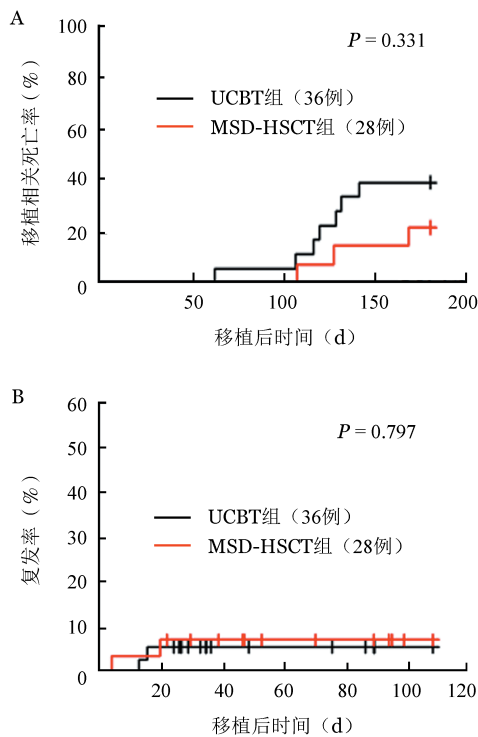 A
100
80
60
40
20
0
移植相关死亡率（%）
P = 0.331
UCBT组（36例）
MSD-HSCT组（28例）
50
100
150
200
移植后时间（d）
B
60
50
40
30
20
10
0
复发率（%）
P = 0.797
UCBT组（36例）
MSD-HSCT组（28例）
20
40
60
80
100
120
移植后时间（d）